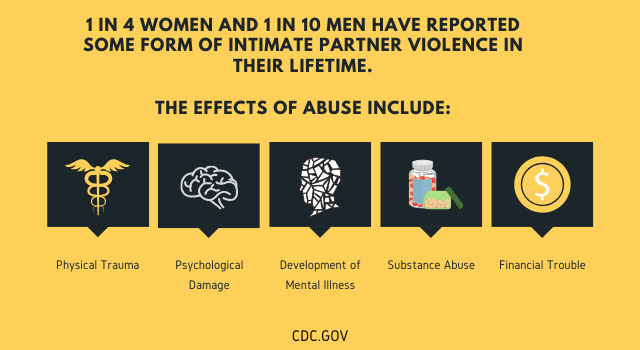 1 IN 4 WOMEN AND 1 IN 10 MEN HAVE REPORTED
SOME FORM OF INTIMATE PARTNER VIOLENCE IN
THEIR LIFETIME.
THE EFFECTS OF ABUSE INCLUDE:
$
Physical Trauma
Psychological
Damage
Development of
Mental Illness
Substance Abuse
Financial Trouble
CDC.GOV